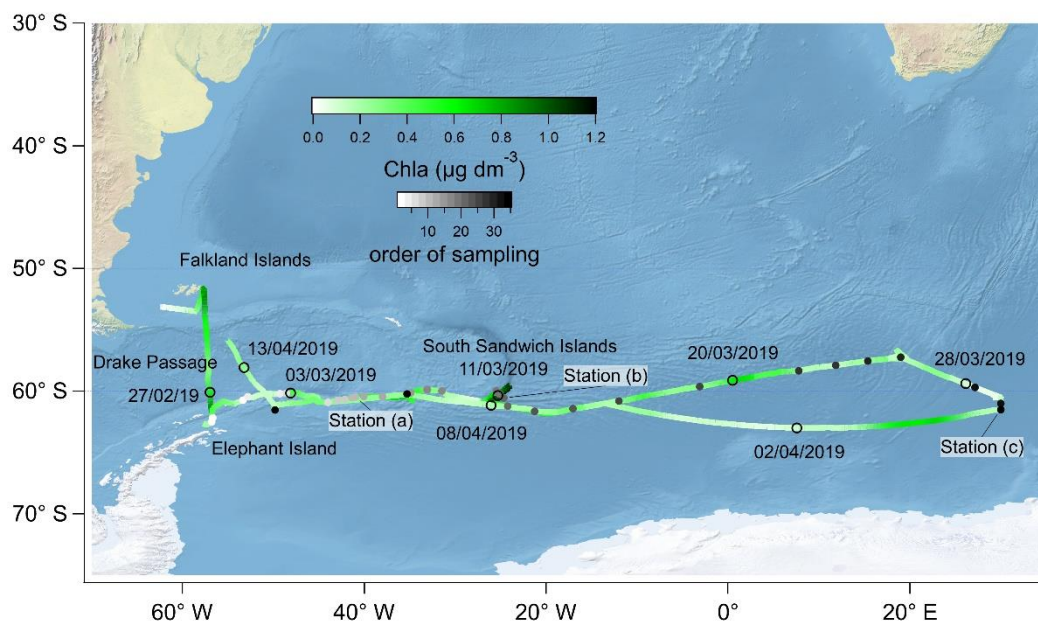 30° S
40° S
50° S
60° S
70° S
0.0 0.2 0.4 0.6 0.8 1.0 1.2
Chla (µg dm⁻³)
10 20 30
order of sampling
Falkland Islands
Drake Passage
13/04/2019
03/03/2019
27/02/19
Elephant Island
Station (a)
South Sandwich Islands
11/03/2019
Station (b)
08/04/2019
20/03/2019
28/03/2019
02/04/2019
Station (c)
60° W 40° W 20° W 0° 20° E